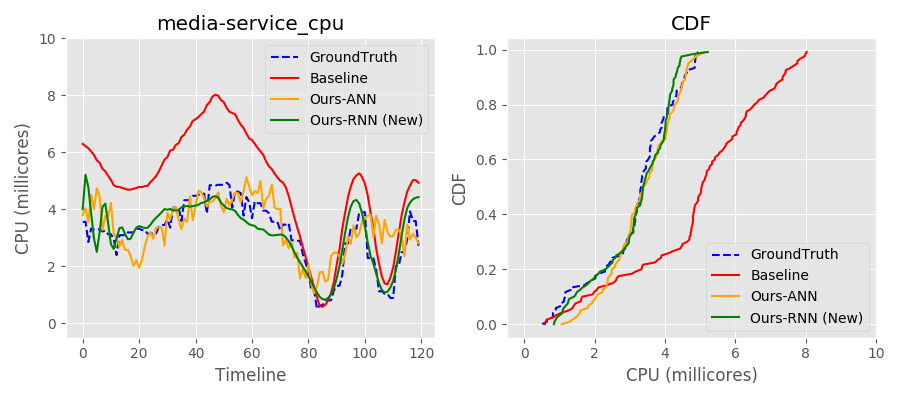 media-service_cpu
CPU (millicores)
10
8
6
4
2
0
0 20 40 60 80 100 120
Timeline
GroundTruth
Baseline
Ours-ANN
Ours-RNN (New)
CDF
CDF
1.0
0.8
0.6
0.4
0.2
0.0
0 2 4 6 8 10
CPU (millicores)
GroundTruth
Baseline
Ours-ANN
Ours-RNN (New)